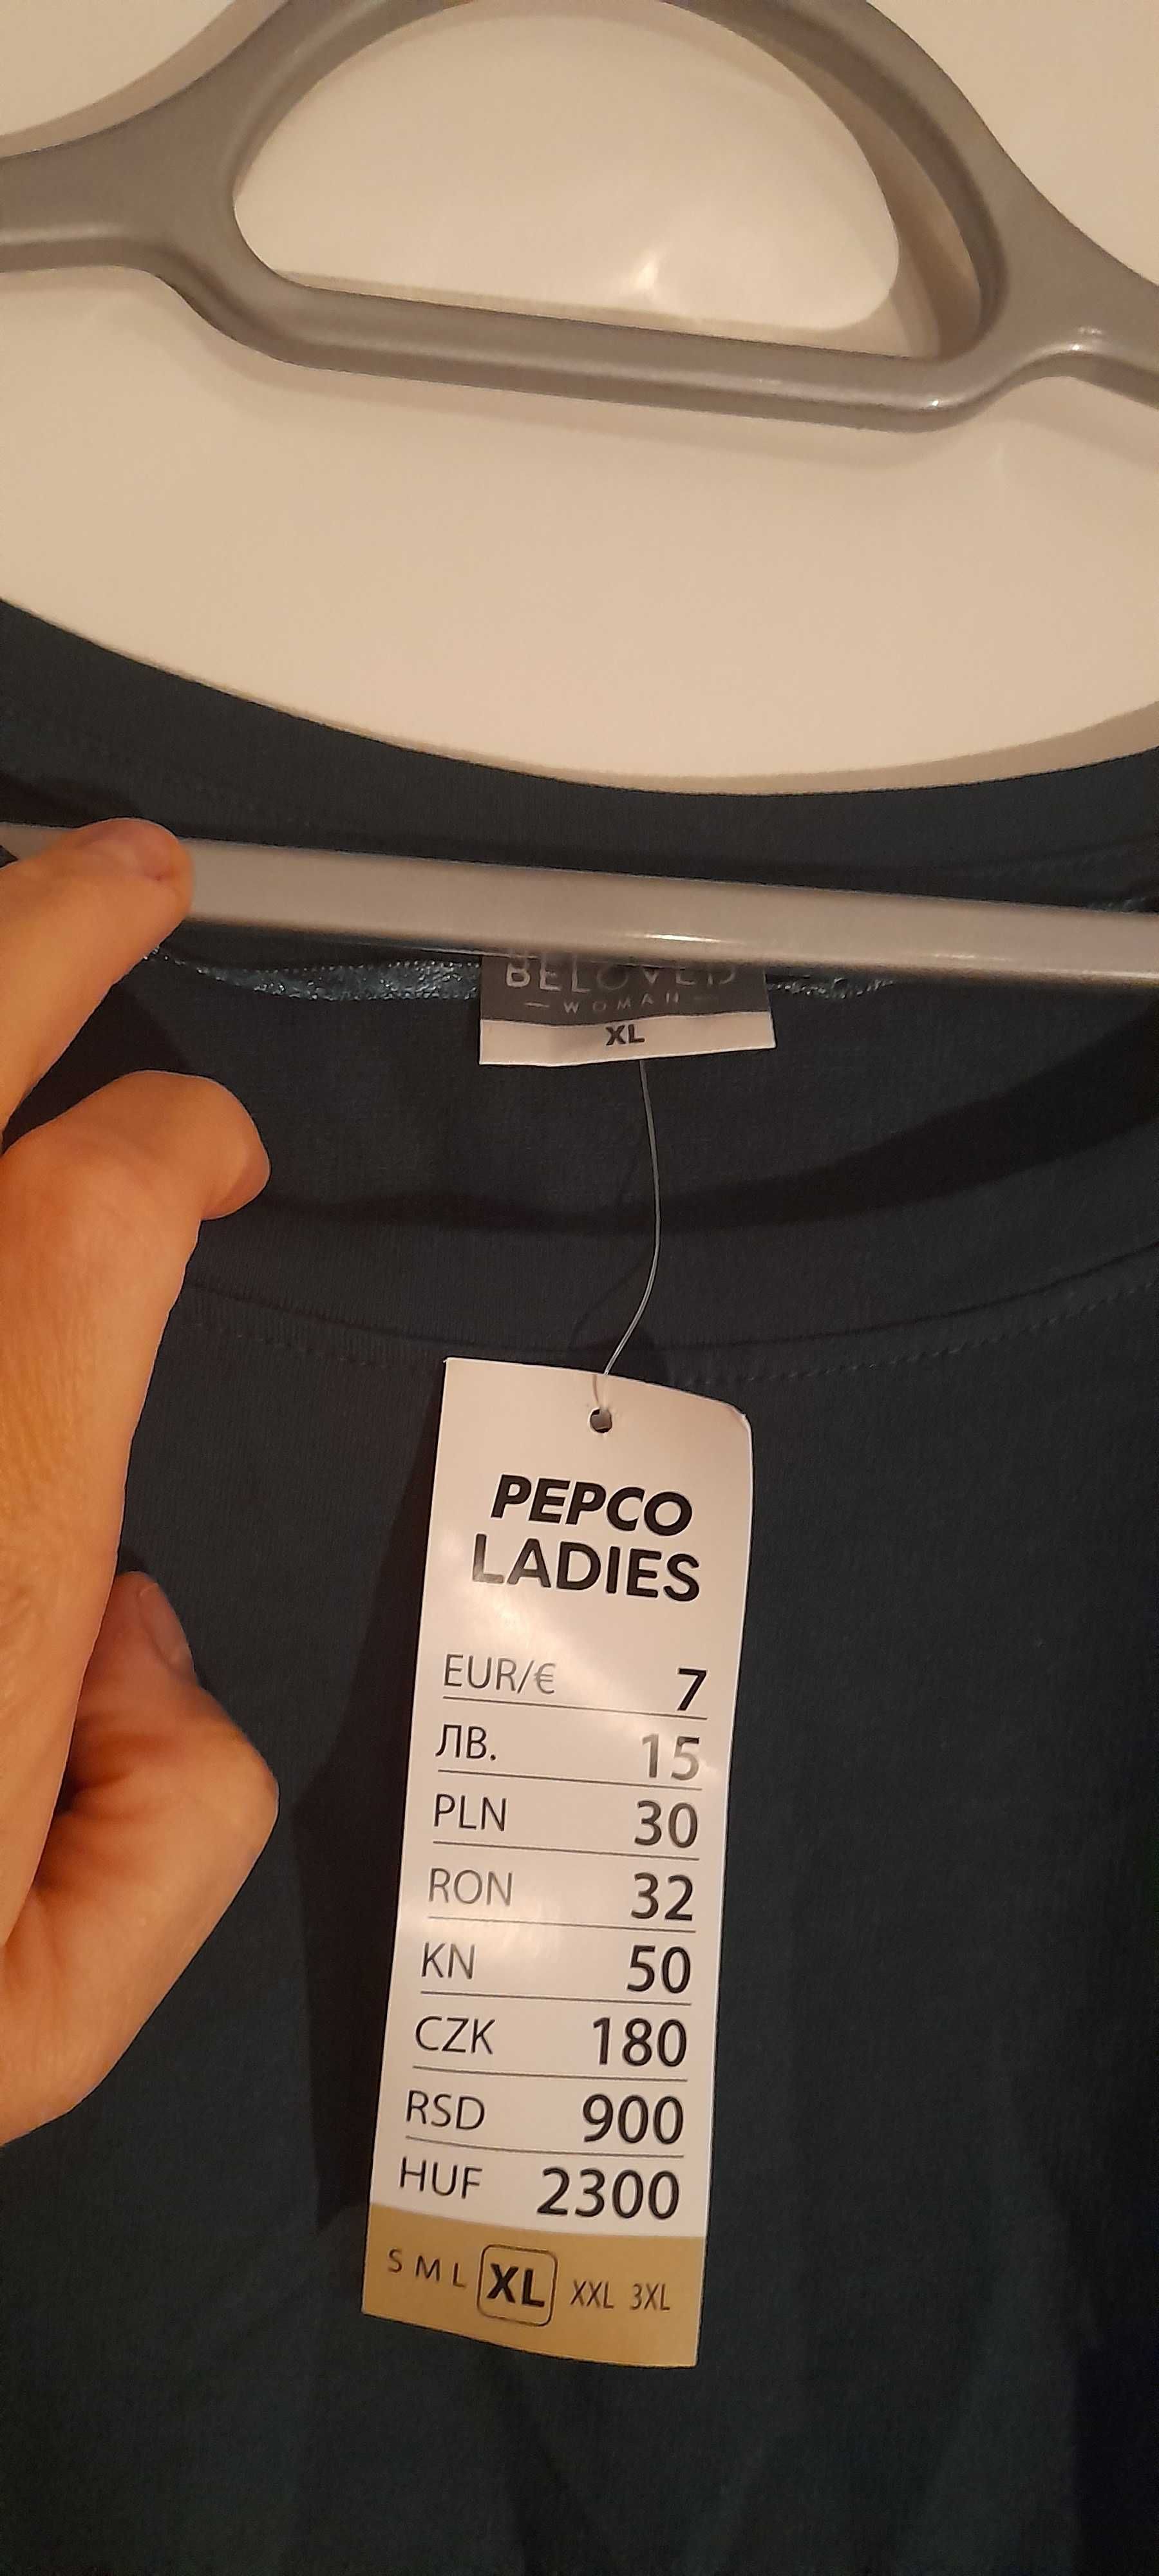 BELOVED
— WOMAN —
XL
PEPCO
LADIES
EUR/€ 7
ЛВ. 15
PLN 30
RON 32
KN 50
CZK 180
RSD 900
HUF 2300
S M L XL XXL 3XL